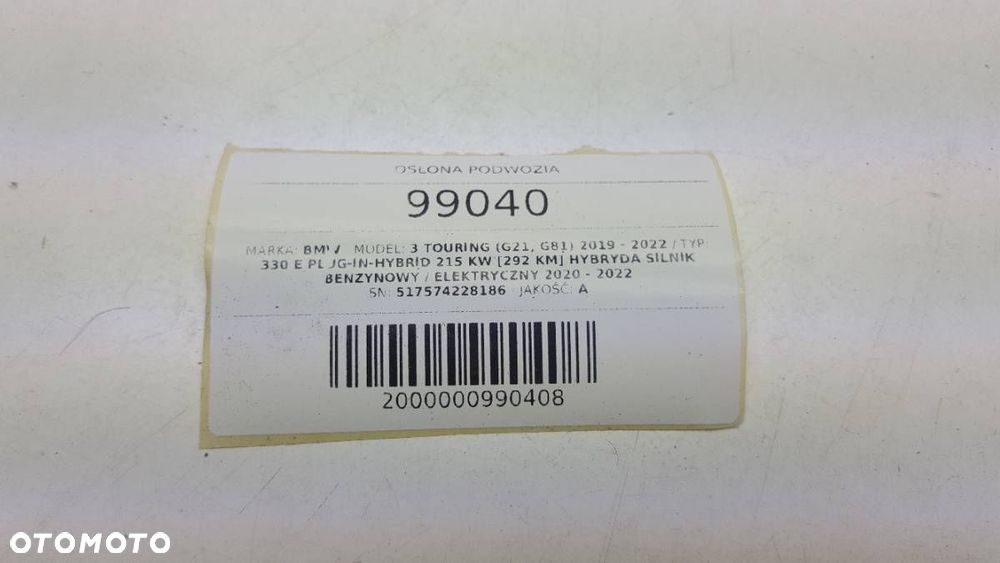 OSŁONA PODWOZIA
99040
MARKA: BMW MODEL: 3 TOURING (G21, G81) 2019 - 2022 / TYP:
330 E PLUG-IN-HYBRID 215 KW [292 KM] HYBRYDA SILNIK
BENZYNOWY / ELEKTRYCZNY 2020 - 2022
SN: 517574228186 JAKOŚĆ: A
2000000990408
OTOMOTO